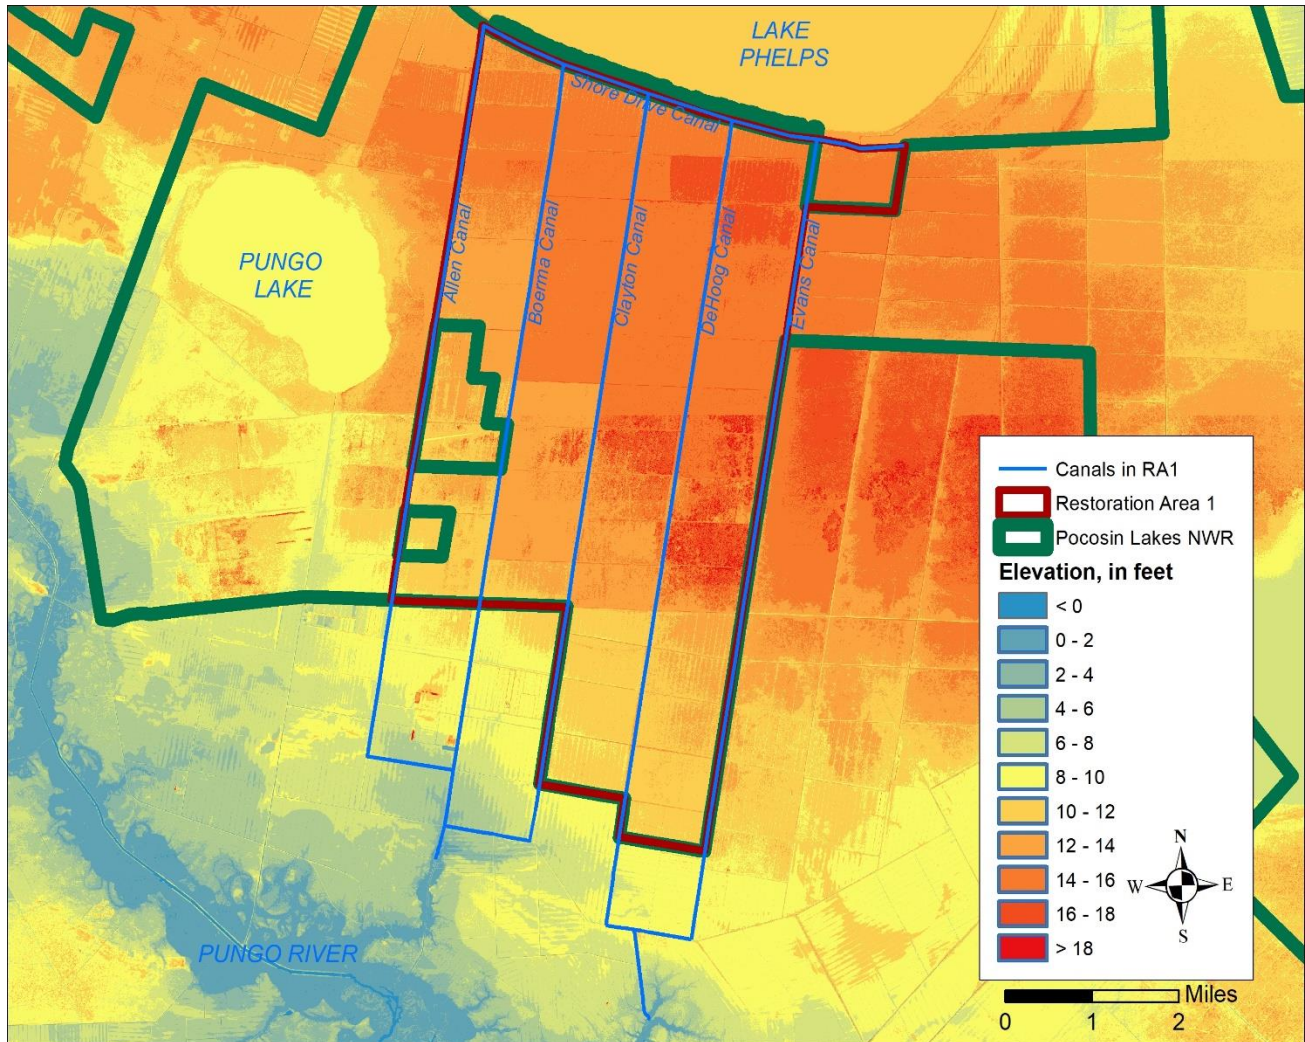 LAKE
PHELPS
Shore Drive Canal
PUNGO
LAKE
Allen Canal
Boerma Canal
Clayton Canal
DeHoog Canal
Evans Canal
Canals in RA1
Restoration Area 1
Pocosin Lakes NWR
Elevation, in feet
< 0
0 - 2
2 - 4
4 - 6
6 - 8
8 - 10
10 - 12
12 - 14
14 - 16
16 - 18
> 18
N
W E
S
PUNGO RIVER
Miles
0 1 2